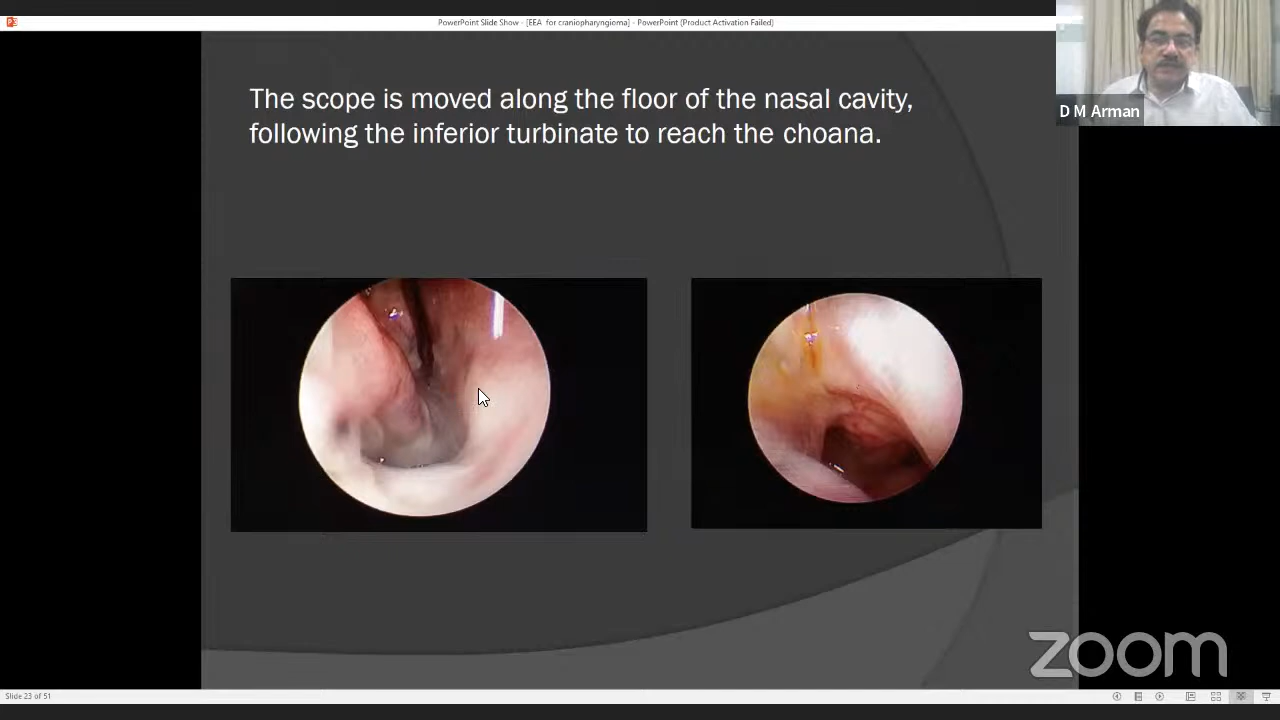 PowerPoint Slide Show - [EEA for craniopharyngioma] - PowerPoint (Product Activation Failed)
D M Arman
The scope is moved along the floor of the nasal cavity,
following the inferior turbinate to reach the choana.
zoom
Slide 23 of 51